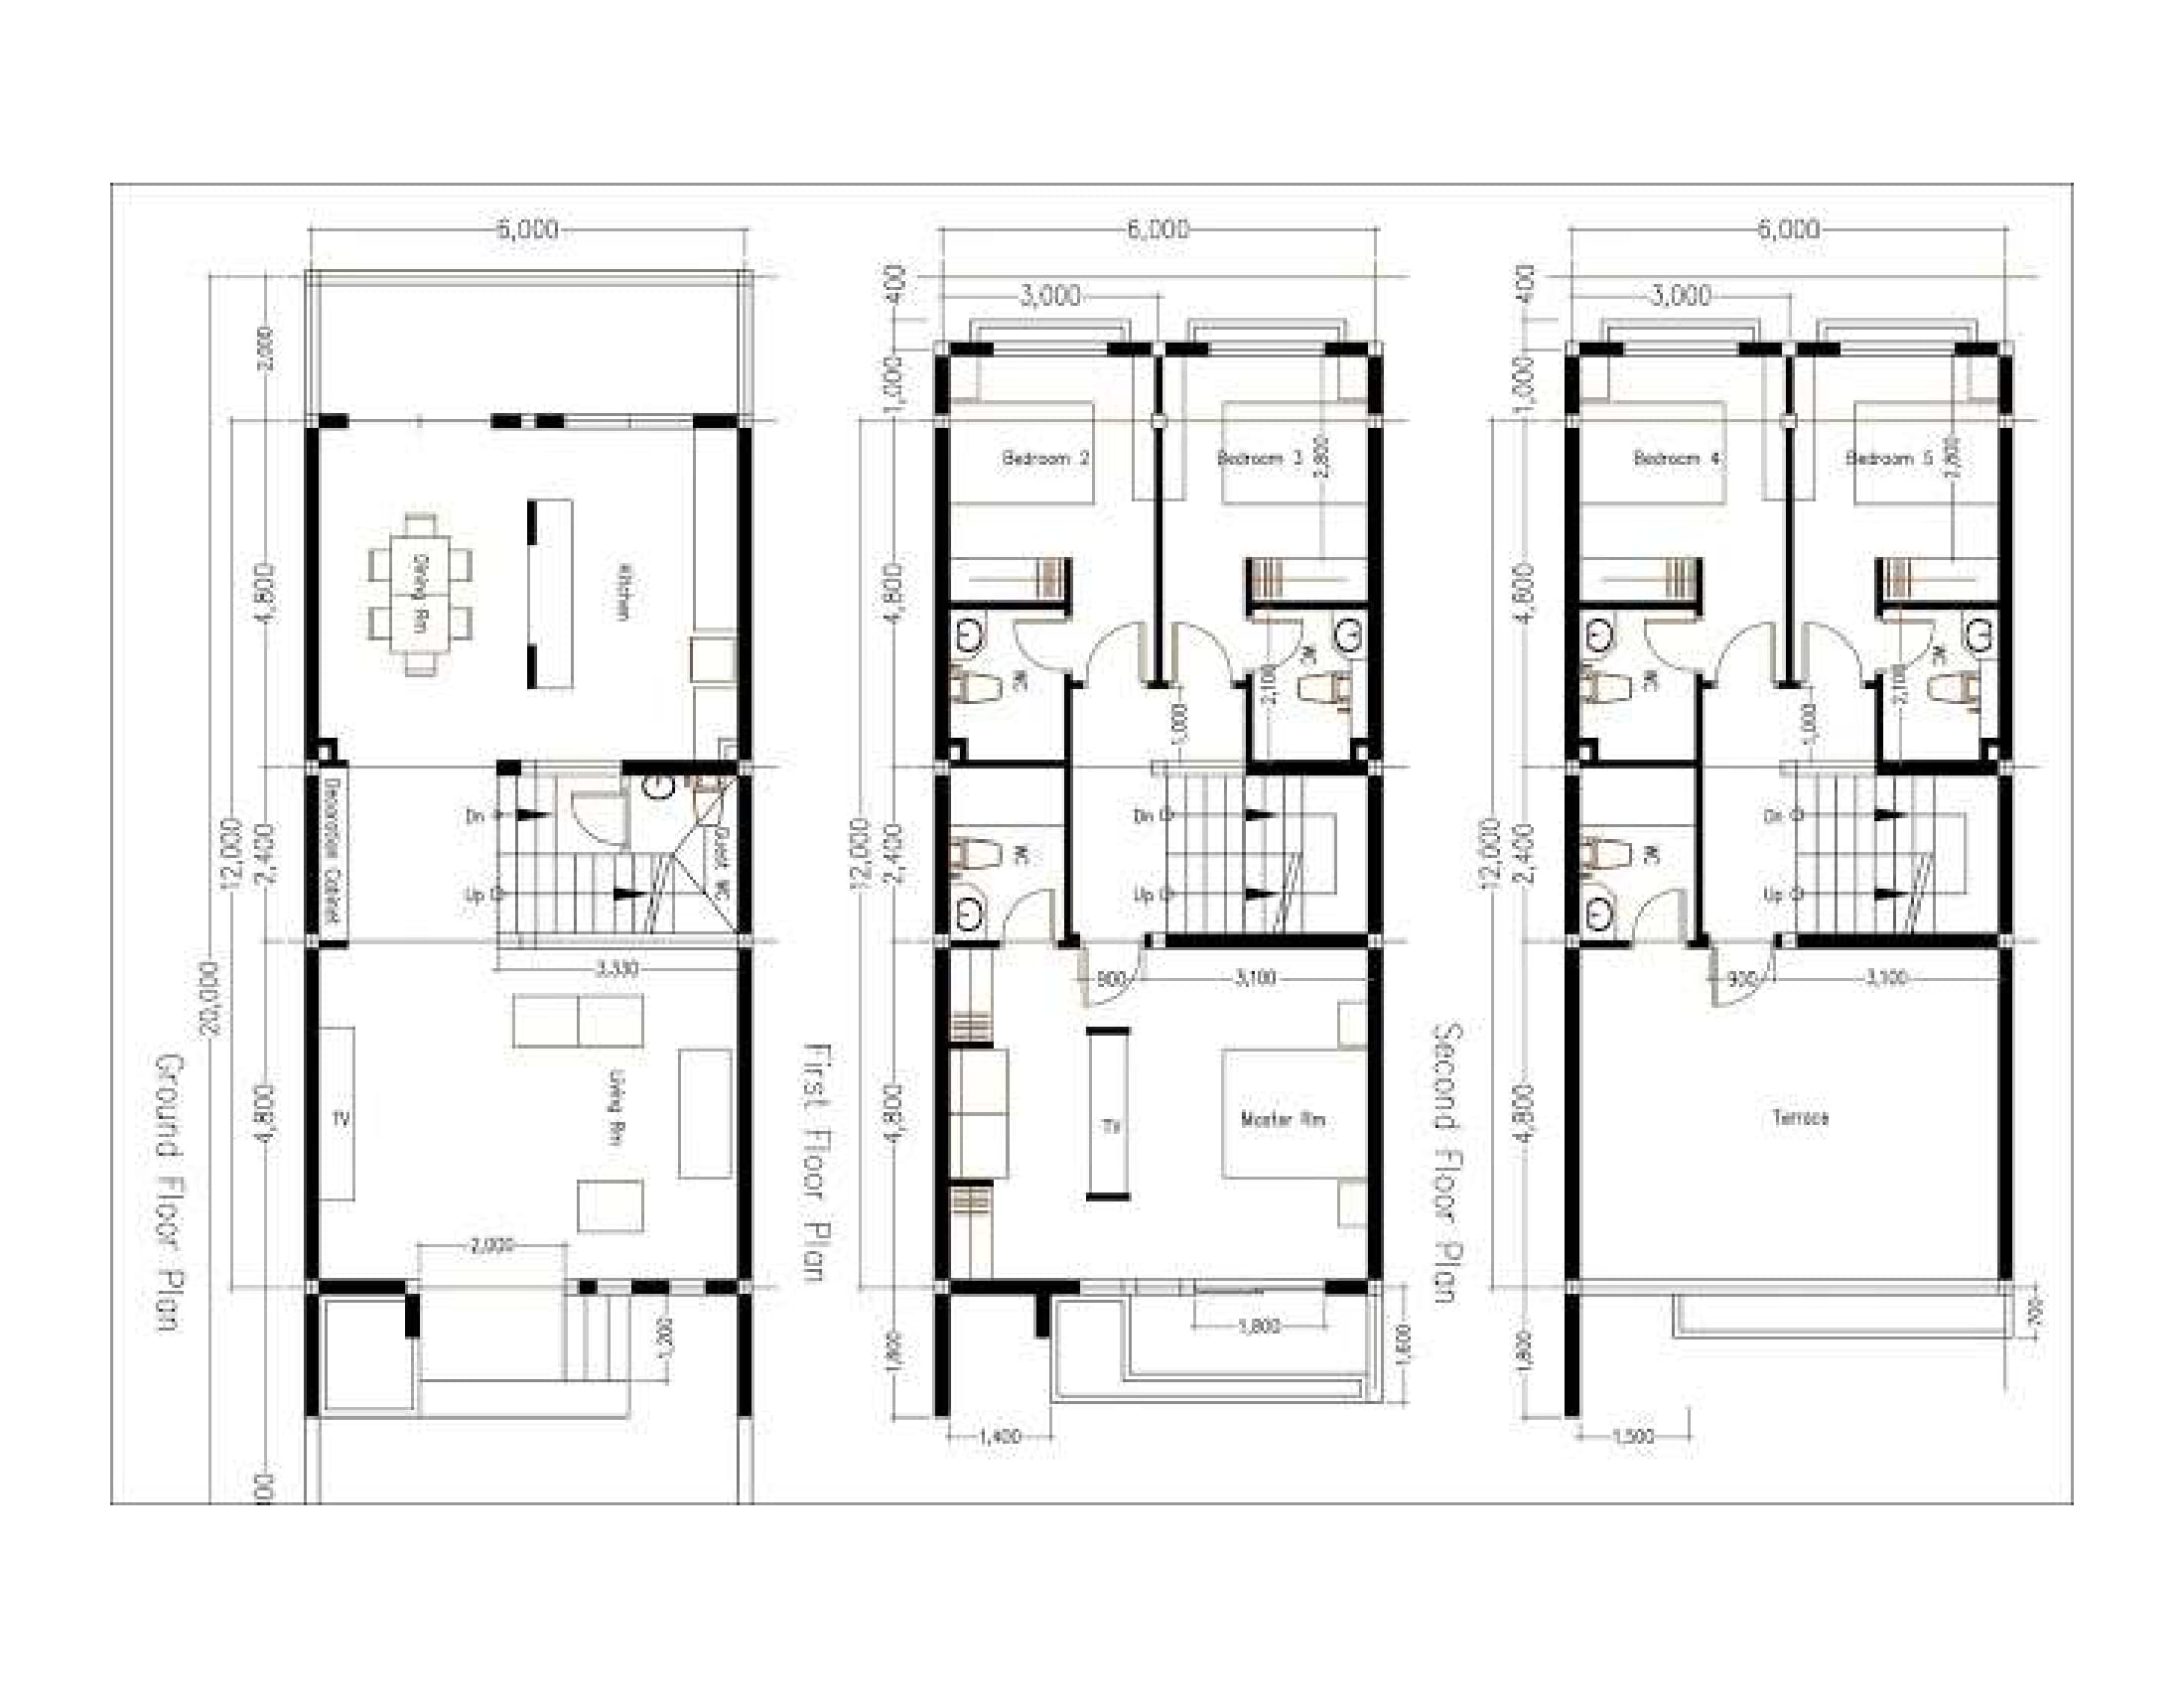 6,000
2,000
4,800
12,000
2,400
20,000
4,800
Dining Rm
Kitchen
Decoration Cabinet
Dn
Up
Guest WC
3,330
Living Rm
TV
2,000
1,200
Ground Floor Plan
6,000
400
3,000
1,000
4,800
12,000
2,400
4,800
1,800
Bedroom 2
Bedroom 3
2,800
WC
WC
2,100
1,000
Dn
Up
WC
900
3,100
TV
Master Rm
1,800
1,600
1,400
First Floor Plan
6,000
400
3,000
1,000
4,800
12,000
2,400
4,800
1,800
Bedroom 4
Bedroom 5
2,800
WC
WC
2,100
1,000
Dn
Up
WC
900
3,100
Terrace
700
1,500
Second Floor Plan